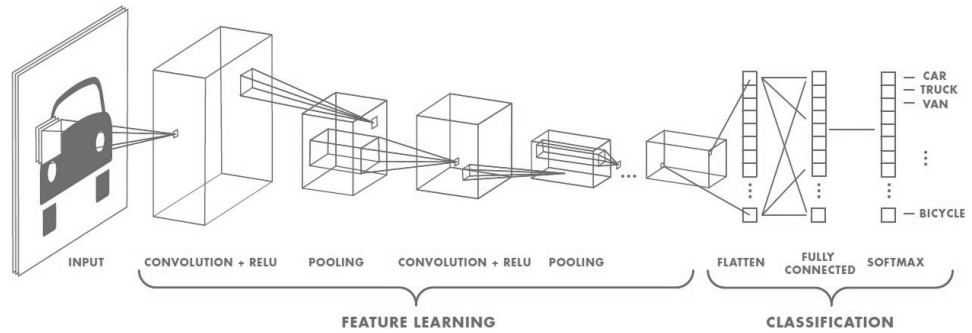 CAR
TRUCK
VAN
BICYCLE
INPUT
CONVOLUTION + RELU
POOLING
CONVOLUTION + RELU
POOLING
FLATTEN
FULLY
CONNECTED
SOFTMAX
FEATURE LEARNING
CLASSIFICATION